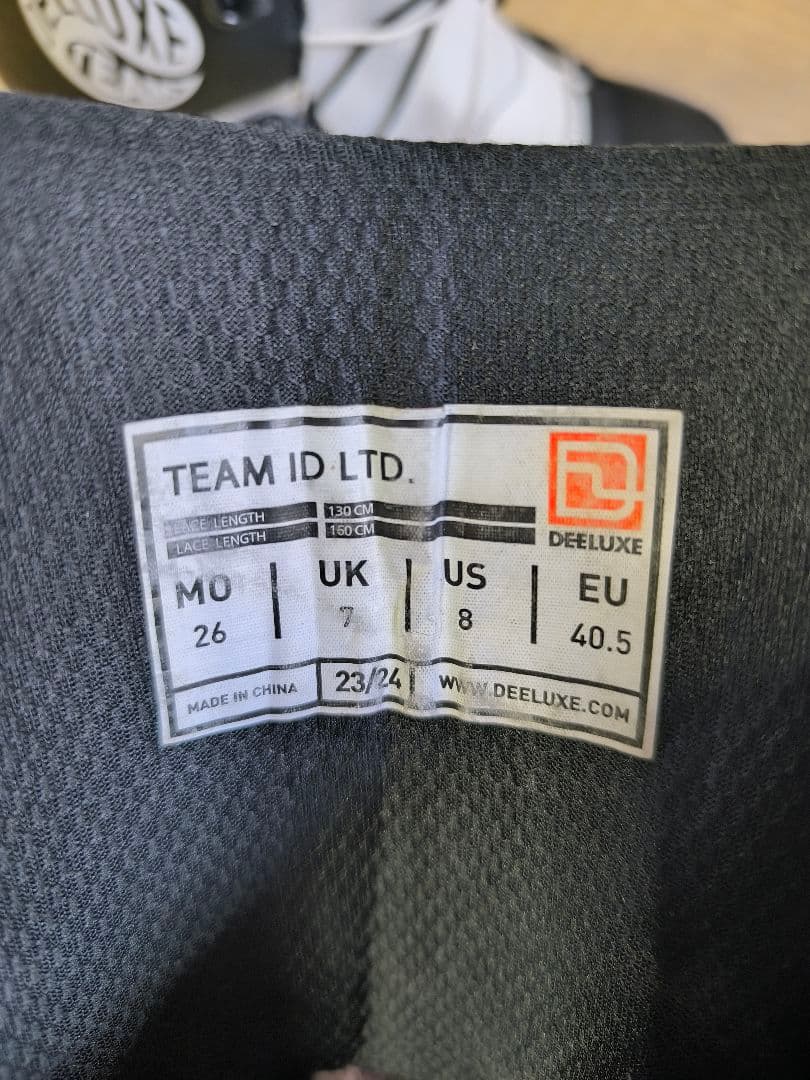 TEAM ID LTD.
LACE LENGTH 130 CM
LACE LENGTH 160 CM
DEELUXE
MO UK US EU
26 7 8 40.5
MADE IN CHINA 23/24 WWW.DEELUXE.COM